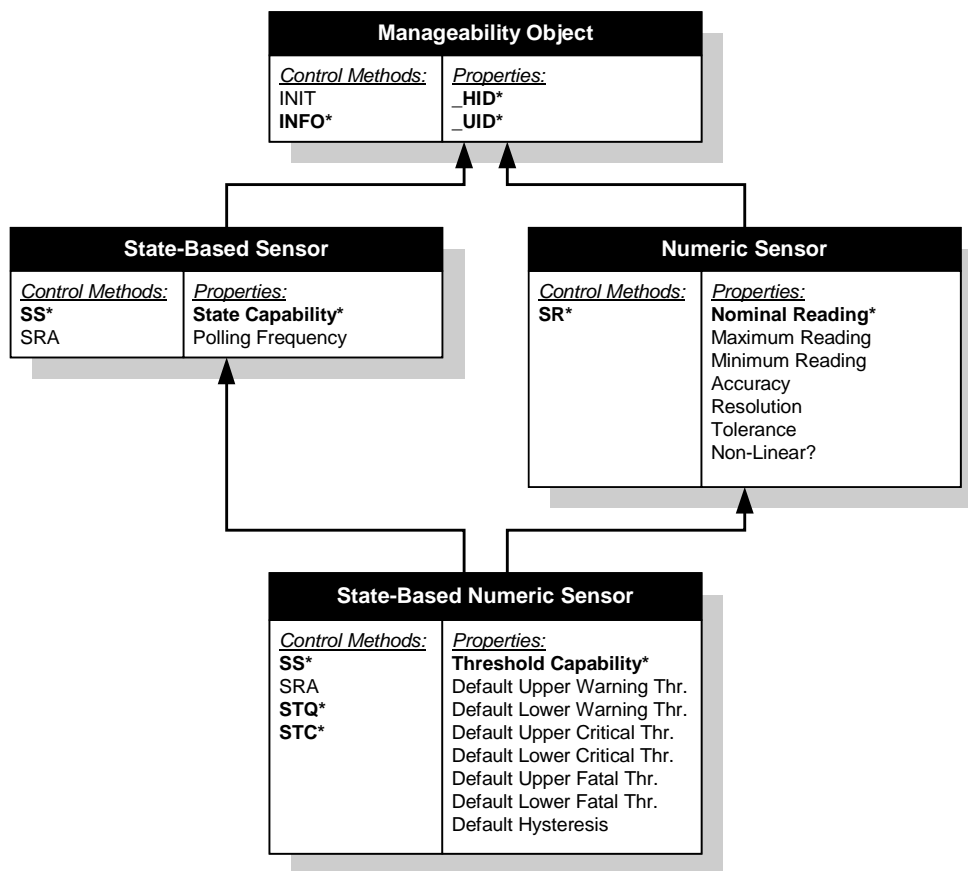 Manageability Object
Control Methods:
INIT
INFO*
Properties:
_HID*
_UID*
State-Based Sensor
Control Methods:
SS*
SRA
Properties:
State Capability*
Polling Frequency
Numeric Sensor
Control Methods:
SR*
Properties:
Nominal Reading*
Maximum Reading
Minimum Reading
Accuracy
Resolution
Tolerance
Non-Linear?
State-Based Numeric Sensor
Control Methods:
SS*
SRA
STQ*
STC*
Properties:
Threshold Capability*
Default Upper Warning Thr.
Default Lower Warning Thr.
Default Upper Critical Thr.
Default Lower Critical Thr.
Default Upper Fatal Thr.
Default Lower Fatal Thr.
Default Hysteresis